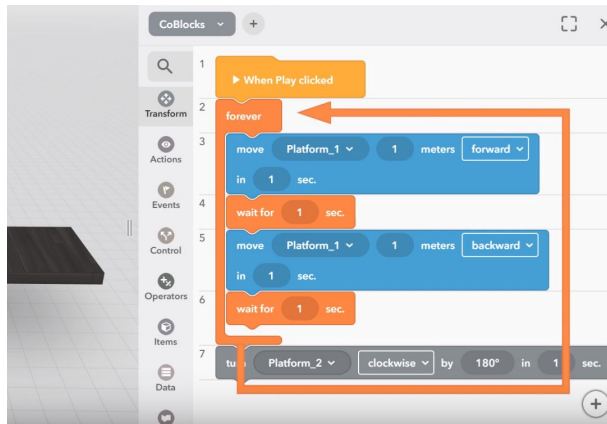 CoBlocks
1
When Play clicked
Transform
2
forever
3
move Platform_1 1 meters forward
Actions
in 1 sec.
Events
4
wait for 1 sec.
Control
5
move Platform_1 1 meters backward
in 1 sec.
Operators
6
wait for 1 sec.
Items
7
Platform_2 clockwise by 180° in 1 sec.
Data